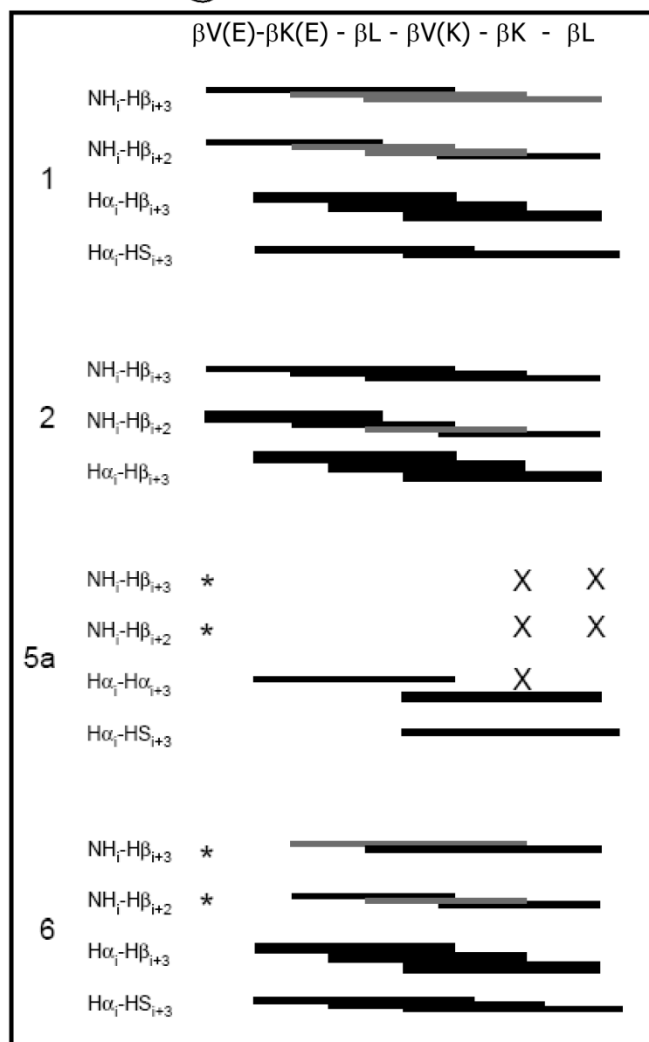 βV(E)-βK(E) - βL - βV(K) - βK - βL
1
NHi-Hβi+3
NHi-Hβi+2
Hαi-Hβi+3
Hαi-HSi+3
2
NHi-Hβi+3
NHi-Hβi+2
Hαi-Hβi+3
5a
NHi-Hβi+3 * X X
NHi-Hβi+2 * X X
Hαi-Hαi+3 X
Hαi-HSi+3
6
NHi-Hβi+3 *
NHi-Hβi+2 *
Hαi-Hβi+3
Hαi-HSi+3